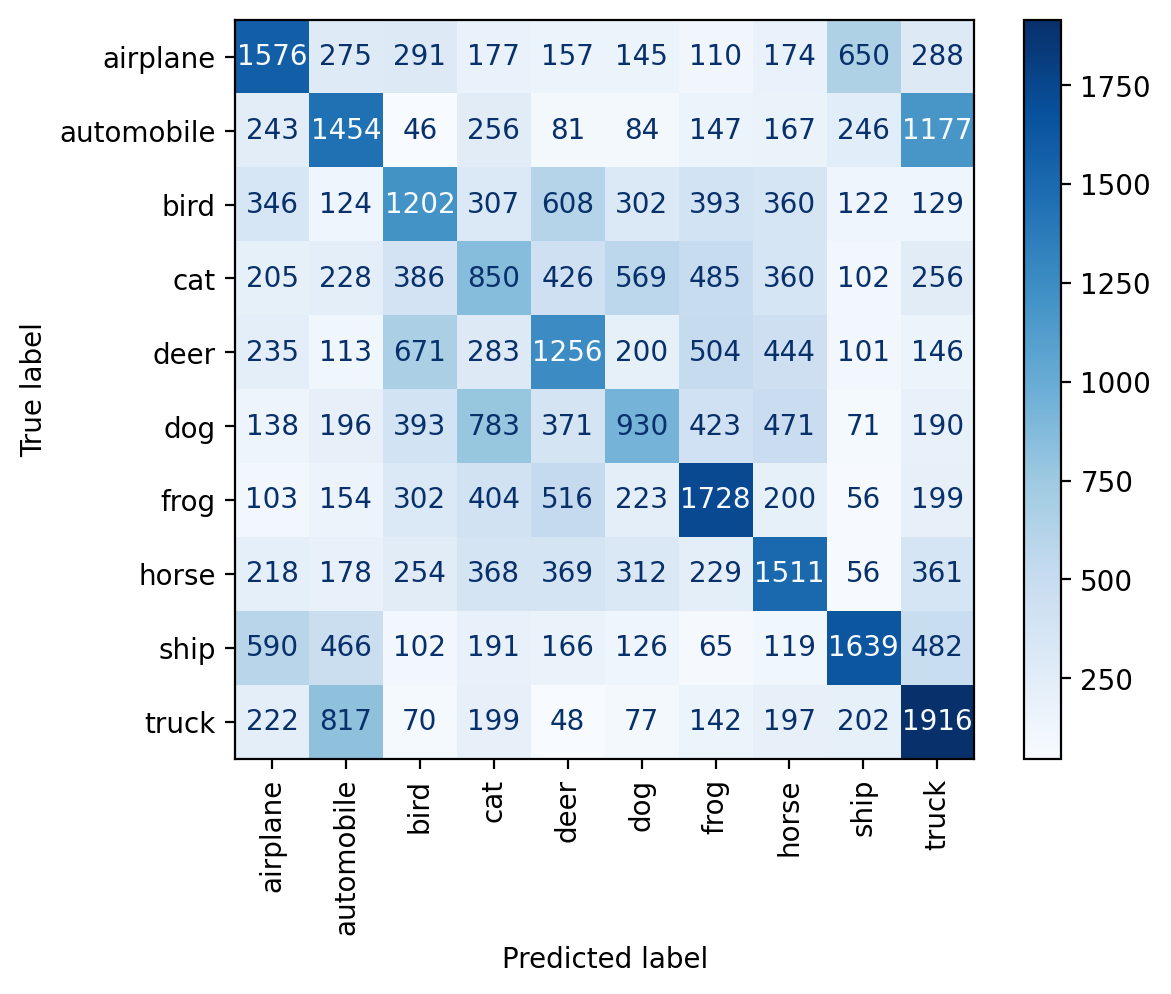 airplane 1576 275 291 177 157 145 110 174 650 288
automobile 243 1454 46 256 81 84 147 167 246 1177
bird 346 124 1202 307 608 302 393 360 122 129
cat 205 228 386 850 426 569 485 360 102 256
deer 235 113 671 283 1256 200 504 444 101 146
dog 138 196 393 783 371 930 423 471 71 190
frog 103 154 302 404 516 223 1728 200 56 199
horse 218 178 254 368 369 312 229 1511 56 361
ship 590 466 102 191 166 126 65 119 1639 482
truck 222 817 70 199 48 77 142 197 202 1916
True label
airplane automobile bird cat deer dog frog horse ship truck
Predicted label
1750
1500
1250
1000
750
500
250